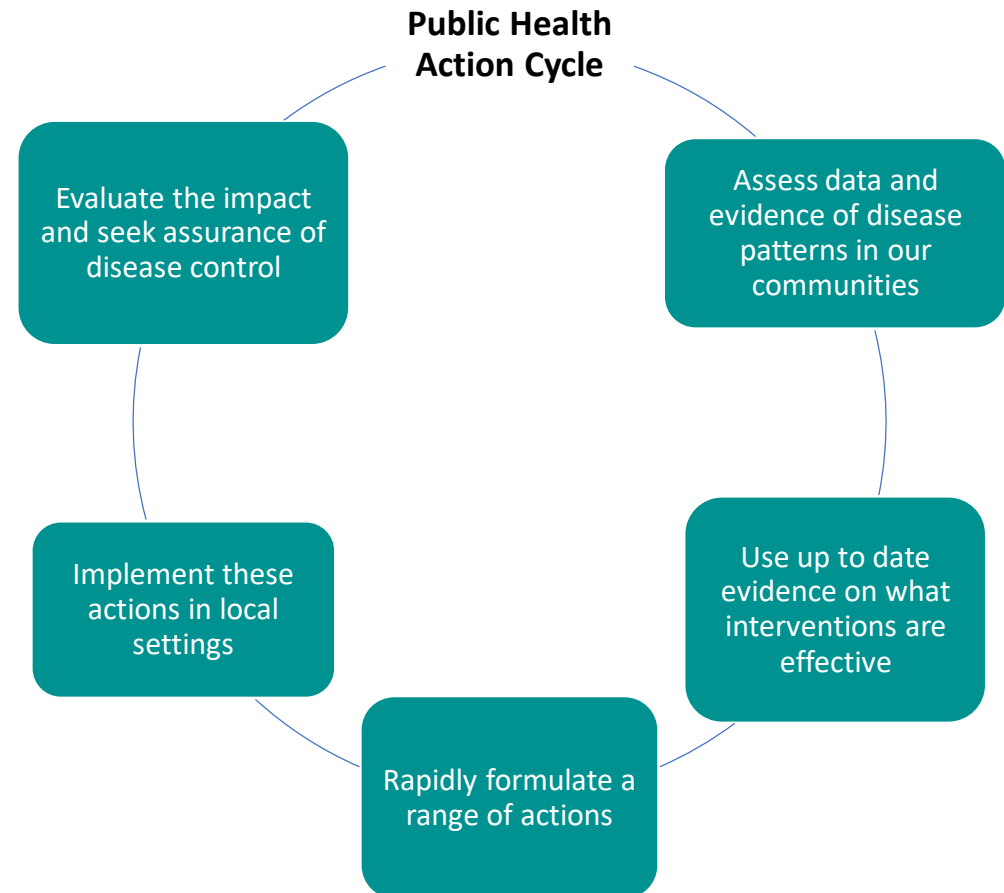 Public Health
Action Cycle
Assess data and
evidence of disease
patterns in our
communities
Use up to date
evidence on what
interventions are
effective
Rapidly formulate a
range of actions
Implement these
actions in local
settings
Evaluate the impact
and seek assurance of
disease control